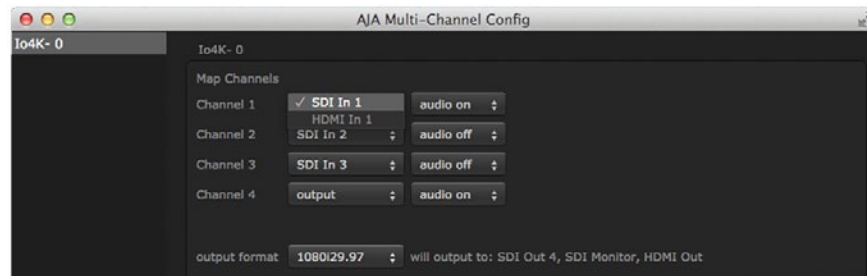 AJA Multi-Channel Config
Io4K- 0
Io4K- 0
Map Channels
Channel 1 ✓ SDI In 1 audio on
HDMI In 1
Channel 2 SDI In 2 audio off
Channel 3 SDI In 3 audio off
Channel 4 output audio on
output format 1080i29.97 will output to: SDI Out 4, SDI Monitor, HDMI Out